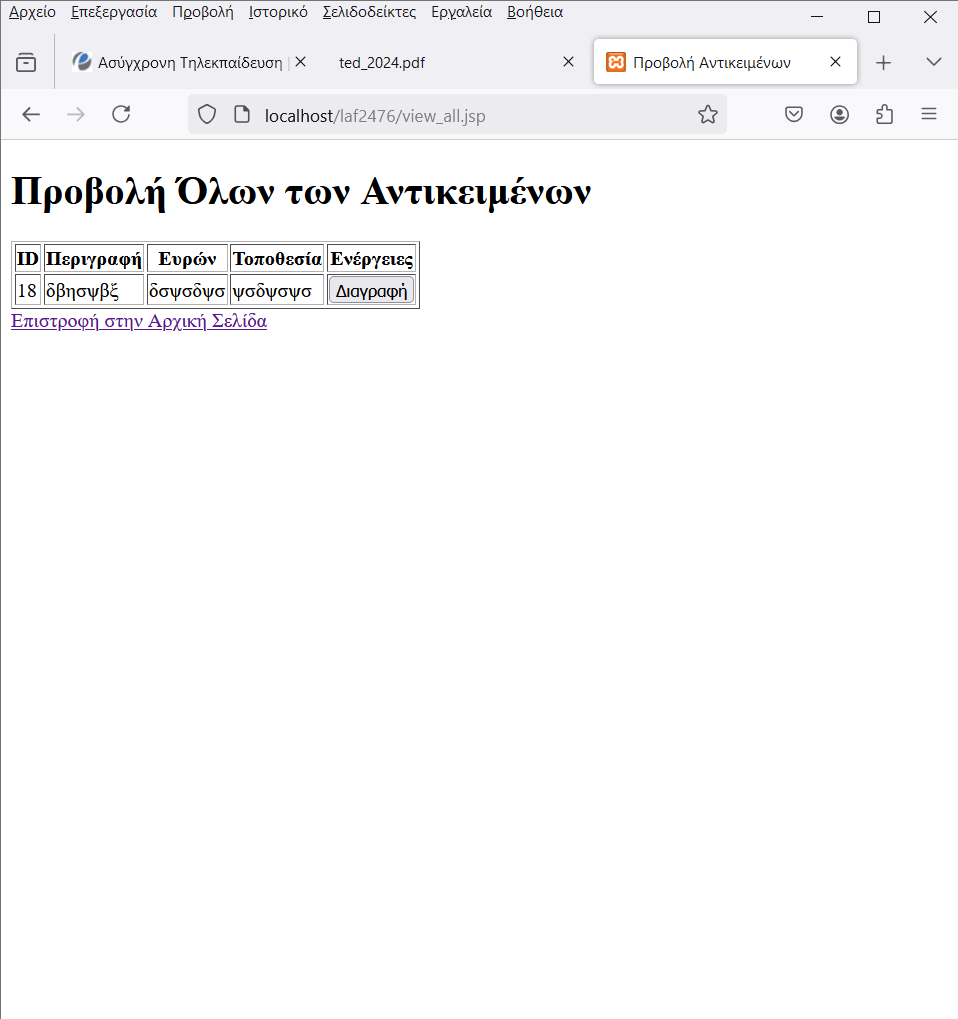 Αρχείο Επεξεργασία Προβολή Ιστορικό Σελιδοδείκτες Εργαλεία Βοήθεια
Ασύγχρονη Τηλεκπαίδευση | ted_2024.pdf Προβολή Αντικειμένων
localhost/laf2476/view_all.jsp
Προβολή Όλων των Αντικειμένων
ID Περιγραφή Ευρών Τοποθεσία Ενέργειες
18 δβησψβξ δσψσδψσ ψσδψσψσ Διαγραφή
Επιστροφή στην Αρχική Σελίδα